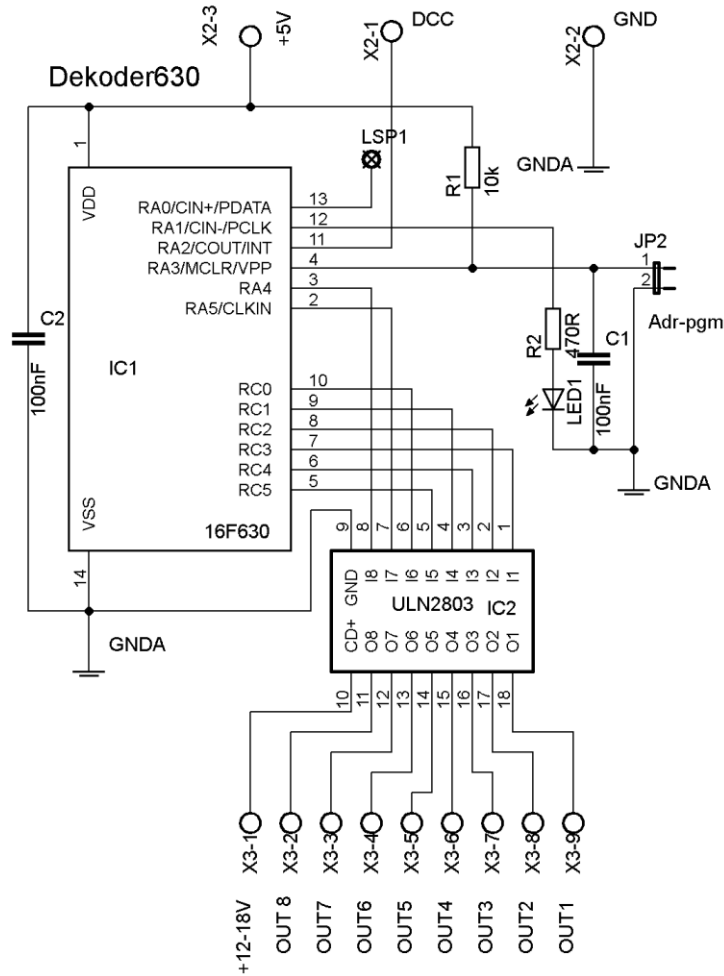 X2-3
+5V
X2-1
DCC
X2-2
GND
Dekoder630
LSP1
GNDA
1
VDD
R1
10k
RA0/CIN+/PDATA
13
RA1/CIN-/PCLK
12
RA2/COUT/INT
11
RA3/MCLR/VPP
4
RA4
3
RA5/CLKIN
2
JP2
1
2
Adr-pgm
C2
100nF
IC1
R2
470R
C1
100nF
LED1
RC0
10
RC1
9
RC2
8
RC3
7
RC4
6
RC5
5
GNDA
VSS
16F630
14
GNDA
9
8
7
6
5
4
3
2
1
GND
I8
I7
I6
I5
I4
I3
I2
I1
ULN2803
IC2
CD+
O8
O7
O6
O5
O4
O3
O2
O1
10
11
12
13
14
15
16
17
18
X3-1
X3-2
X3-3
X3-4
X3-5
X3-6
X3-7
X3-8
X3-9
+12-18V
OUT 8
OUT7
OUT6
OUT5
OUT4
OUT3
OUT2
OUT1